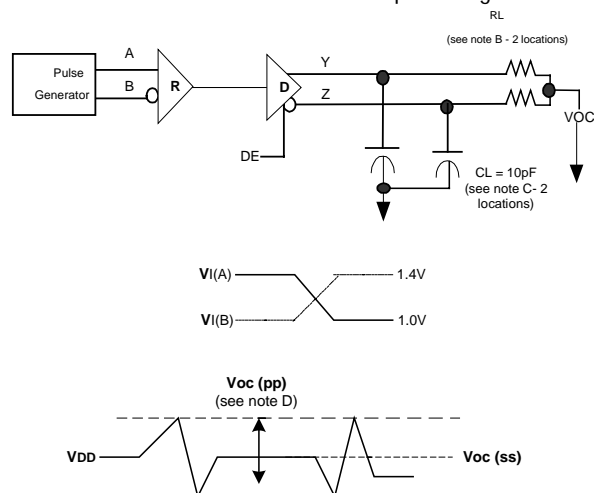 RL
(see note B - 2 locations)
A
Y
Pulse
Generator
B
R
D
Z
VOC
DE
CL = 10pF
(see note C- 2
locations)
VI(A)
1.4V
VI(B)
1.0V
Voc (pp)
(see note D)
VDD
Voc (ss)